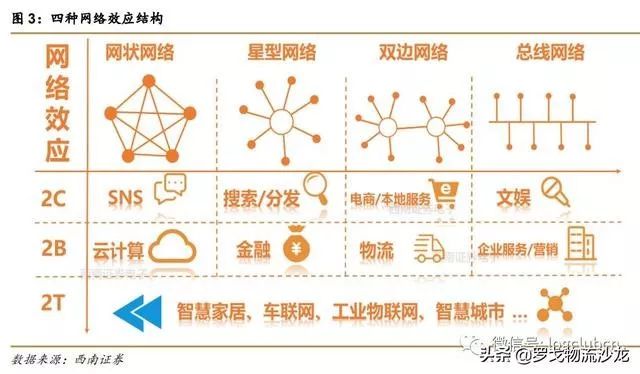 图 3：四种网络效应结构
网络效应
网状网络
星型网络
双边网络
总线网络
2C
SNS
搜索/分发
电商/本地服务
文娱
2B
云计算
金融
物流
企业服务/营销
2T
智慧家居、车联网、工业物联网、智慧城市 ...
数据来源：西南证券
头条 @罗戈物流沙龙